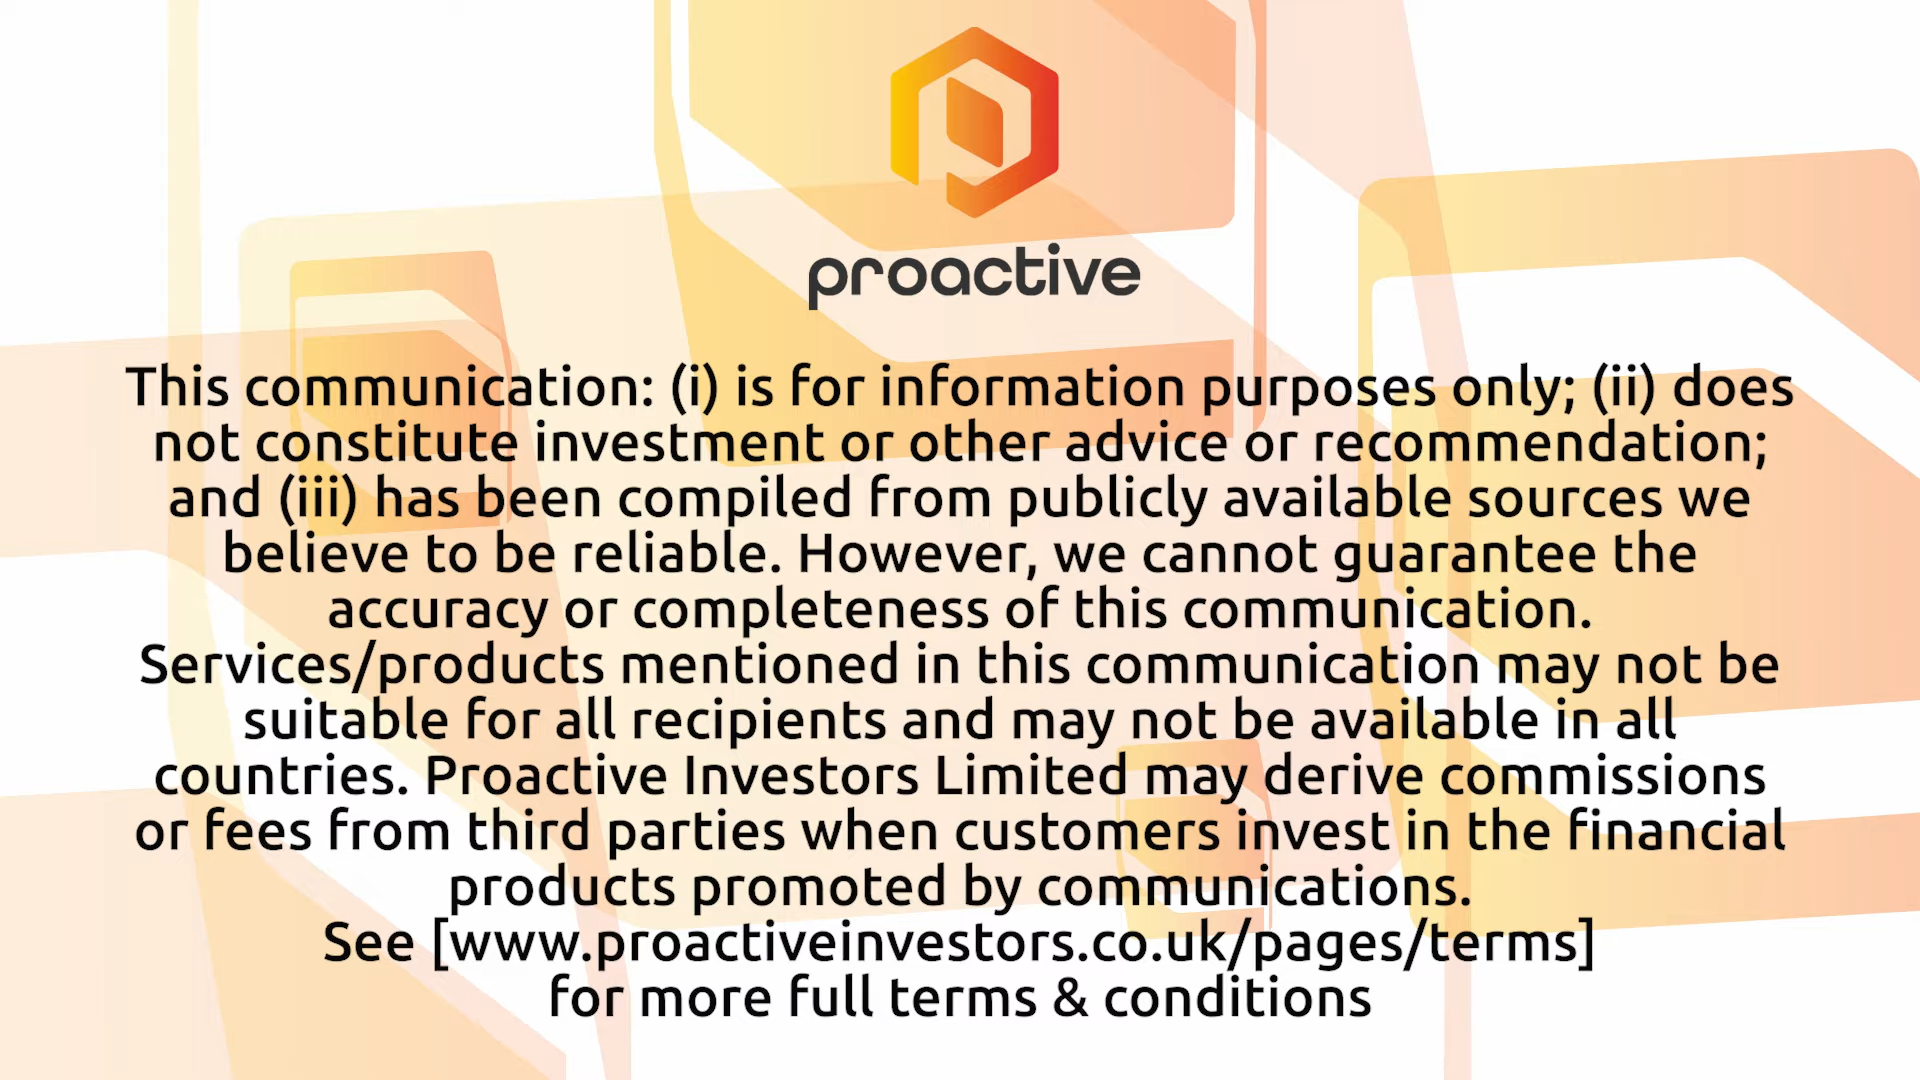 proactive
This communication: (i) is for information purposes only; (ii) does
not constitute investment or other advice or recommendation;
and (iii) has been compiled from publicly available sources we
believe to be reliable. However, we cannot guarantee the
accuracy or completeness of this communication.
Services/products mentioned in this communication may not be
suitable for all recipients and may not be available in all
countries. Proactive Investors Limited may derive commissions
or fees from third parties when customers invest in the financial
products promoted by communications.
See [www.proactiveinvestors.co.uk/pages/terms]
for more full terms & conditions